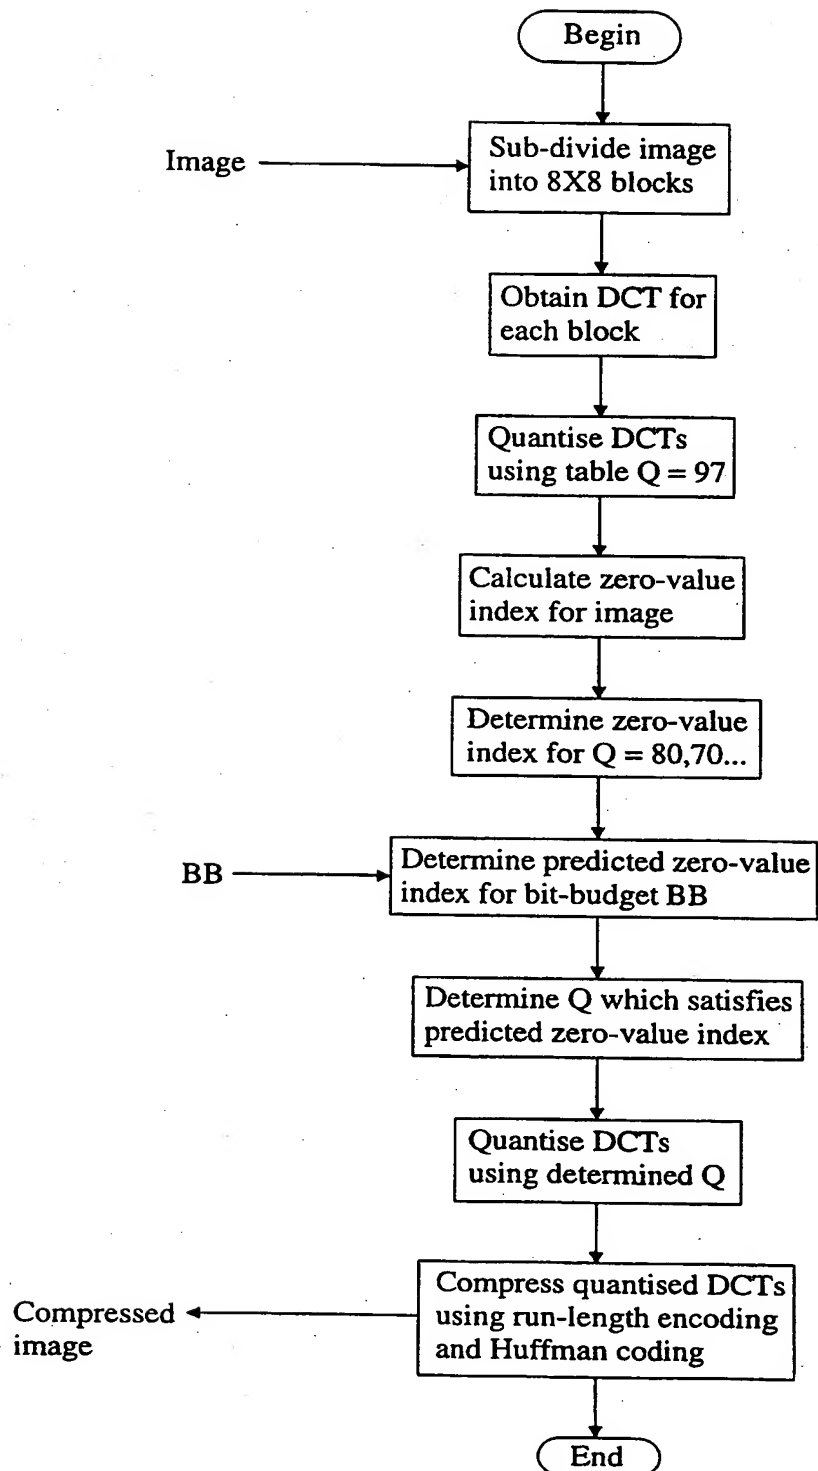 Begin
Image
Sub-divide image
into 8X8 blocks
Obtain DCT for
each block
Quantise DCTs
using table Q = 97
Calculate zero-value
index for image
Determine zero-value
index for Q = 80,70...
BB
Determine predicted zero-value
index for bit-budget BB
Determine Q which satisfies
predicted zero-value index
Quantise DCTs
using determined Q
Compress quantised DCTs
using run-length encoding
and Huffman coding
Compressed
image
End